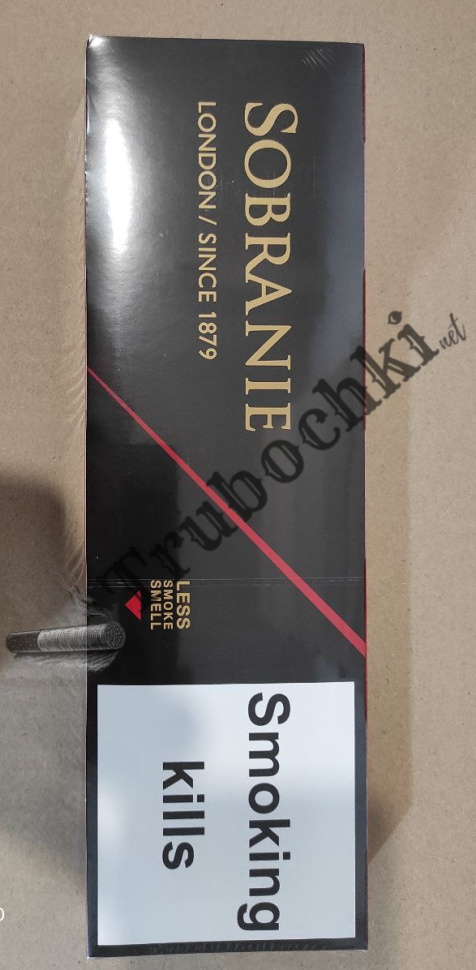 SOBRANIE
LONDON / SINCE 1879
LESS
SMOKE
SMELL
Smoking
kills
Trubochki.net